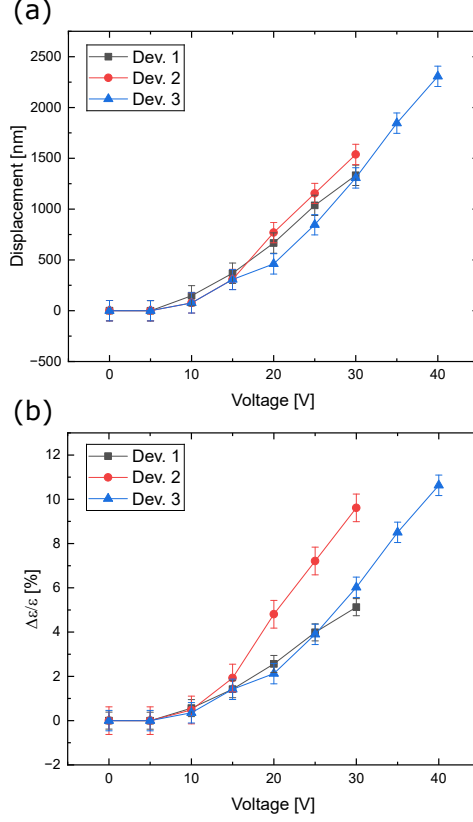 (a)
Dev. 1
Dev. 2
Dev. 3
2500
2000
1500
1000
500
0
−500
Displacement [nm]
0
10
20
30
40
Voltage [V]
(b)
Dev. 1
Dev. 2
Dev. 3
12
10
8
6
4
2
0
−2
Δε/ε [%]
0
10
20
30
40
Voltage [V]